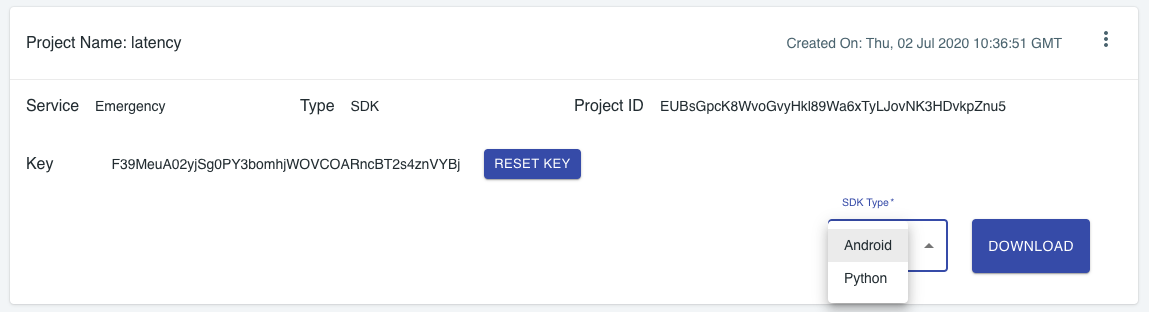 Project Name: latency
Created On: Thu, 02 Jul 2020 10:36:51 GMT
Service Emergency Type SDK Project ID EUBsGpcK8WvoGvyHkl89Wa6xTyLJovNK3HDvkpZnu5
Key F39MeuA02yjSg0PY3bomhjWOVCOARncBT2s4znVYBj RESET KEY
SDK Type*
Android
DOWNLOAD
Python